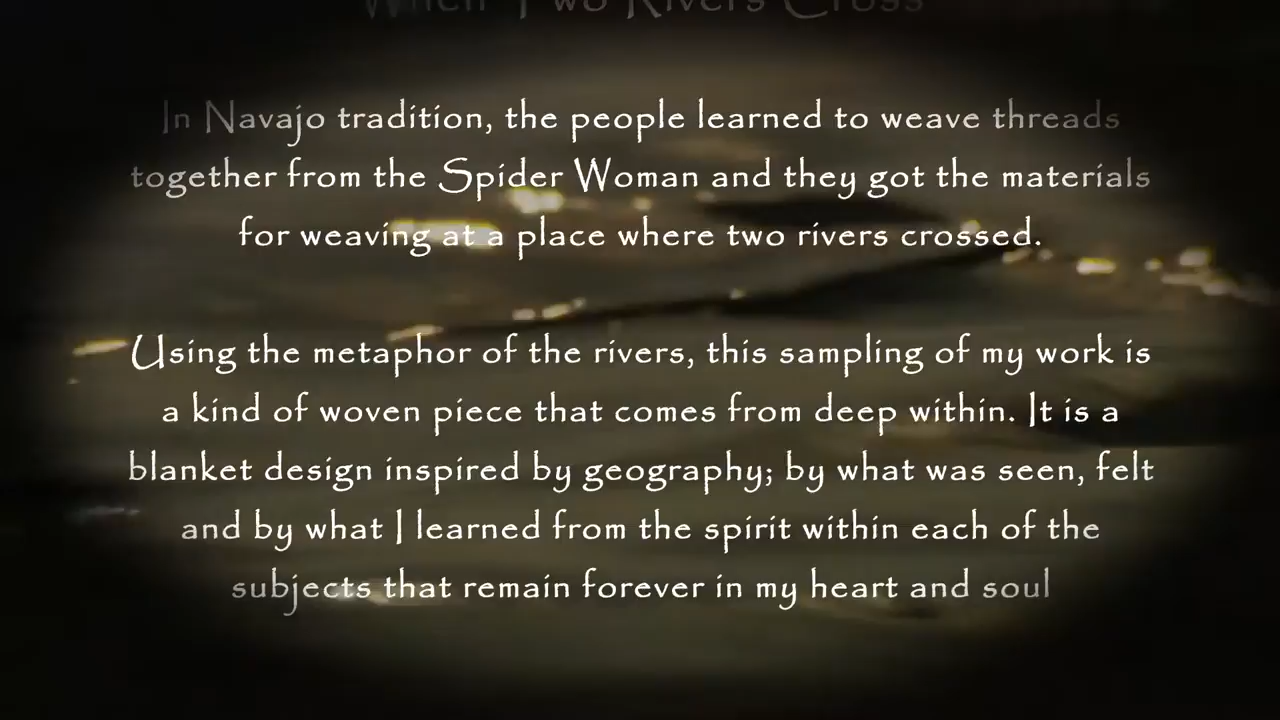 When Two Rivers Cross
In Navajo tradition, the people learned to weave threads
together from the Spider Woman and they got the materials
for weaving at a place where two rivers crossed.
Using the metaphor of the rivers, this sampling of my work is
a kind of woven piece that comes from deep within. It is a
blanket design inspired by geography; by what was seen, felt
and by what I learned from the spirit within each of the
subjects that remain forever in my heart and soul